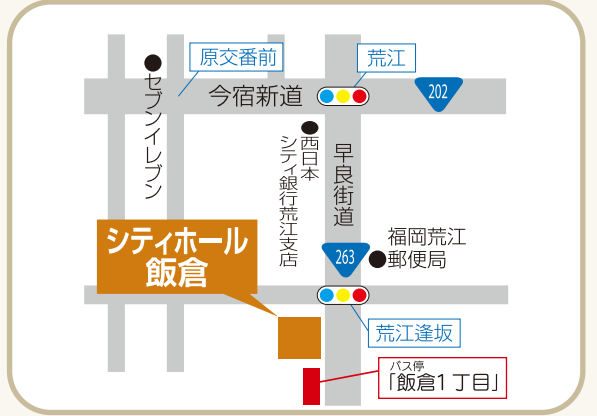 原交番前
荒江
今宿新道
202
セブンイレブン
西日本
シティ銀行荒江支店
早良街道
263
福岡荒江
郵便局
シティホール
飯倉
荒江逢坂
バス停
「飯倉1丁目」